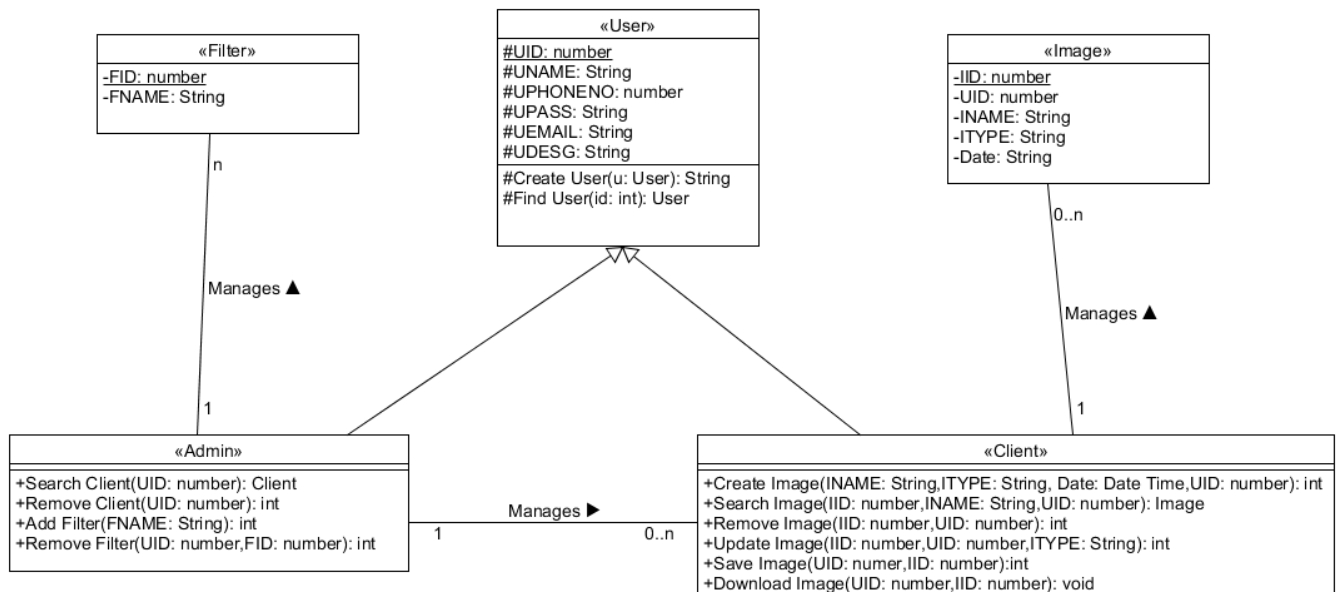 «Filter»
-FID: number
-FNAME: String
n
Manages ▲
1
«User»
#UID: number
#UNAME: String
#UPHONENO: number
#UPASS: String
#UEMAIL: String
#UDESG: String
#Create User(u: User): String
#Find User(id: int): User
«Image»
-IID: number
-UID: number
-INAME: String
-ITYPE: String
-Date: String
0..n
Manages ▲
1
«Admin»
+Search Client(UID: number): Client
+Remove Client(UID: number): int
+Add Filter(FNAME: String): int
+Remove Filter(UID: number,FID: number): int
Manages ▶
1
0..n
«Client»
+Create Image(INAME: String,ITYPE: String, Date: Date Time,UID: number): int
+Search Image(IID: number,INAME: String,UID: number): Image
+Remove Image(IID: number,UID: number): int
+Update Image(IID: number,UID: number,ITYPE: String): int
+Save Image(UID: numer,IID: number):int
+Download Image(UID: number,IID: number): void